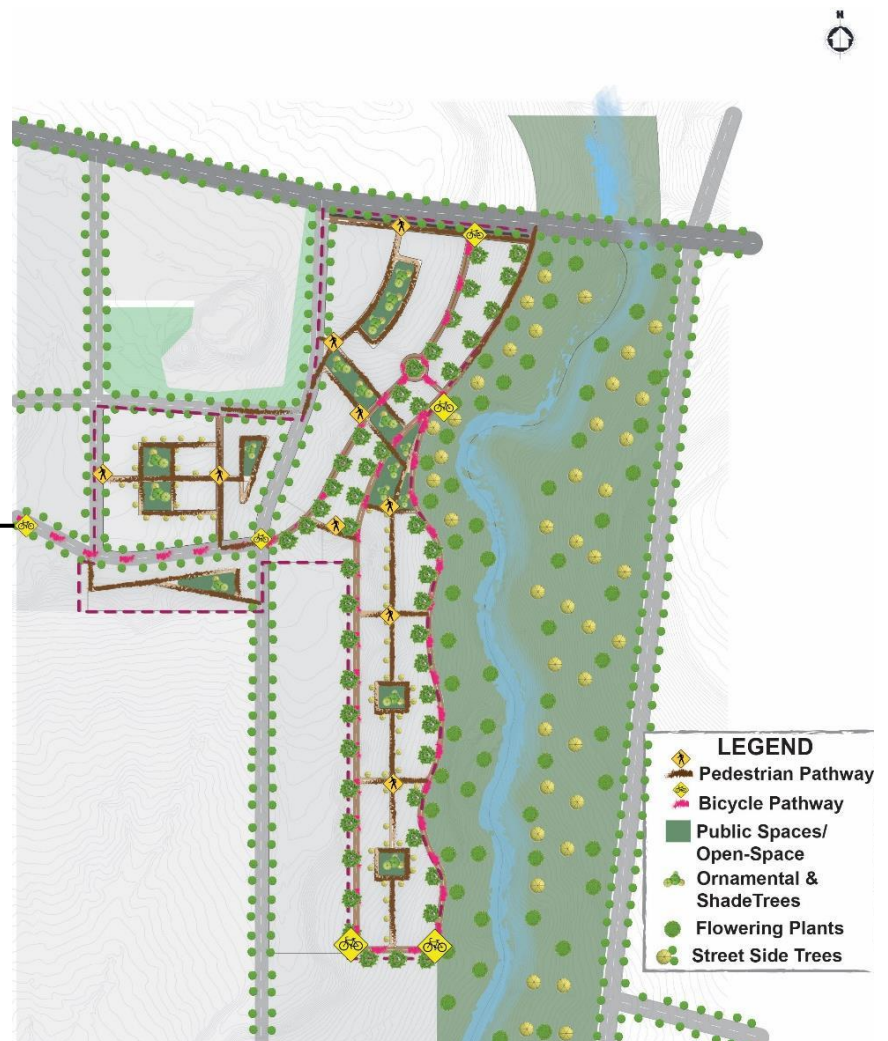 N
LEGEND
Pedestrian Pathway
Bicycle Pathway
Public Spaces/
Open-Space
Ornamental &
ShadeTrees
Flowering Plants
Street Side Trees